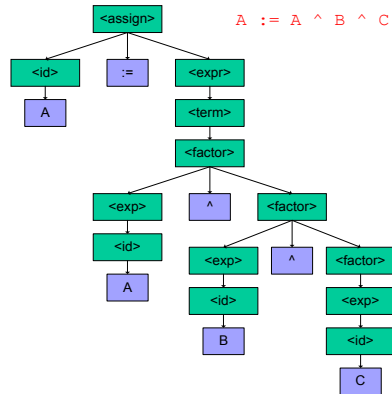 <assign> A := A ^ B ^ C
<id> := <expr>
A <term>
<factor>
<exp> ^ <factor>
<id> <exp> ^ <factor>
A <id> <exp>
B <id>
C